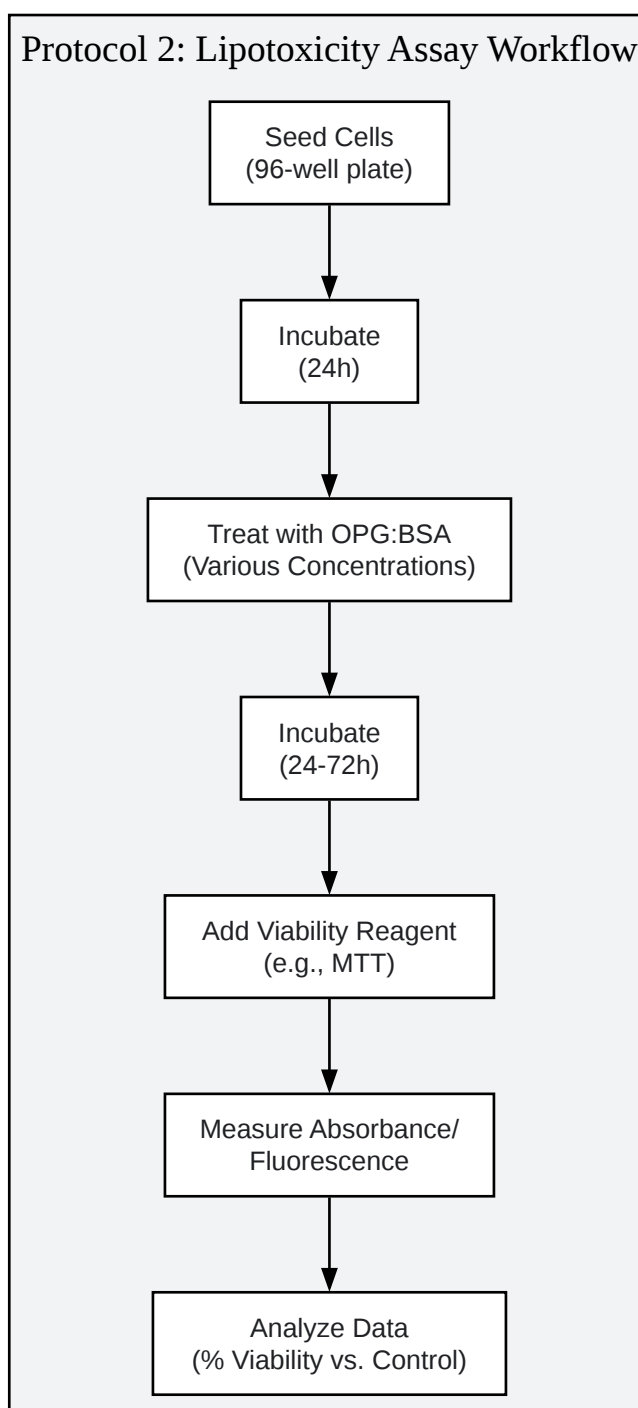 Protocol 2: Lipotoxicity Assay Workflow
Seed Cells
(96-well plate)
Incubate
(24h)
Treat with OPG:BSA
(Various Concentrations)
Incubate
(24-72h)
Add Viability Reagent
(e.g., MTT)
Measure Absorbance/
Fluorescence
Analyze Data
(% Viability vs. Control)